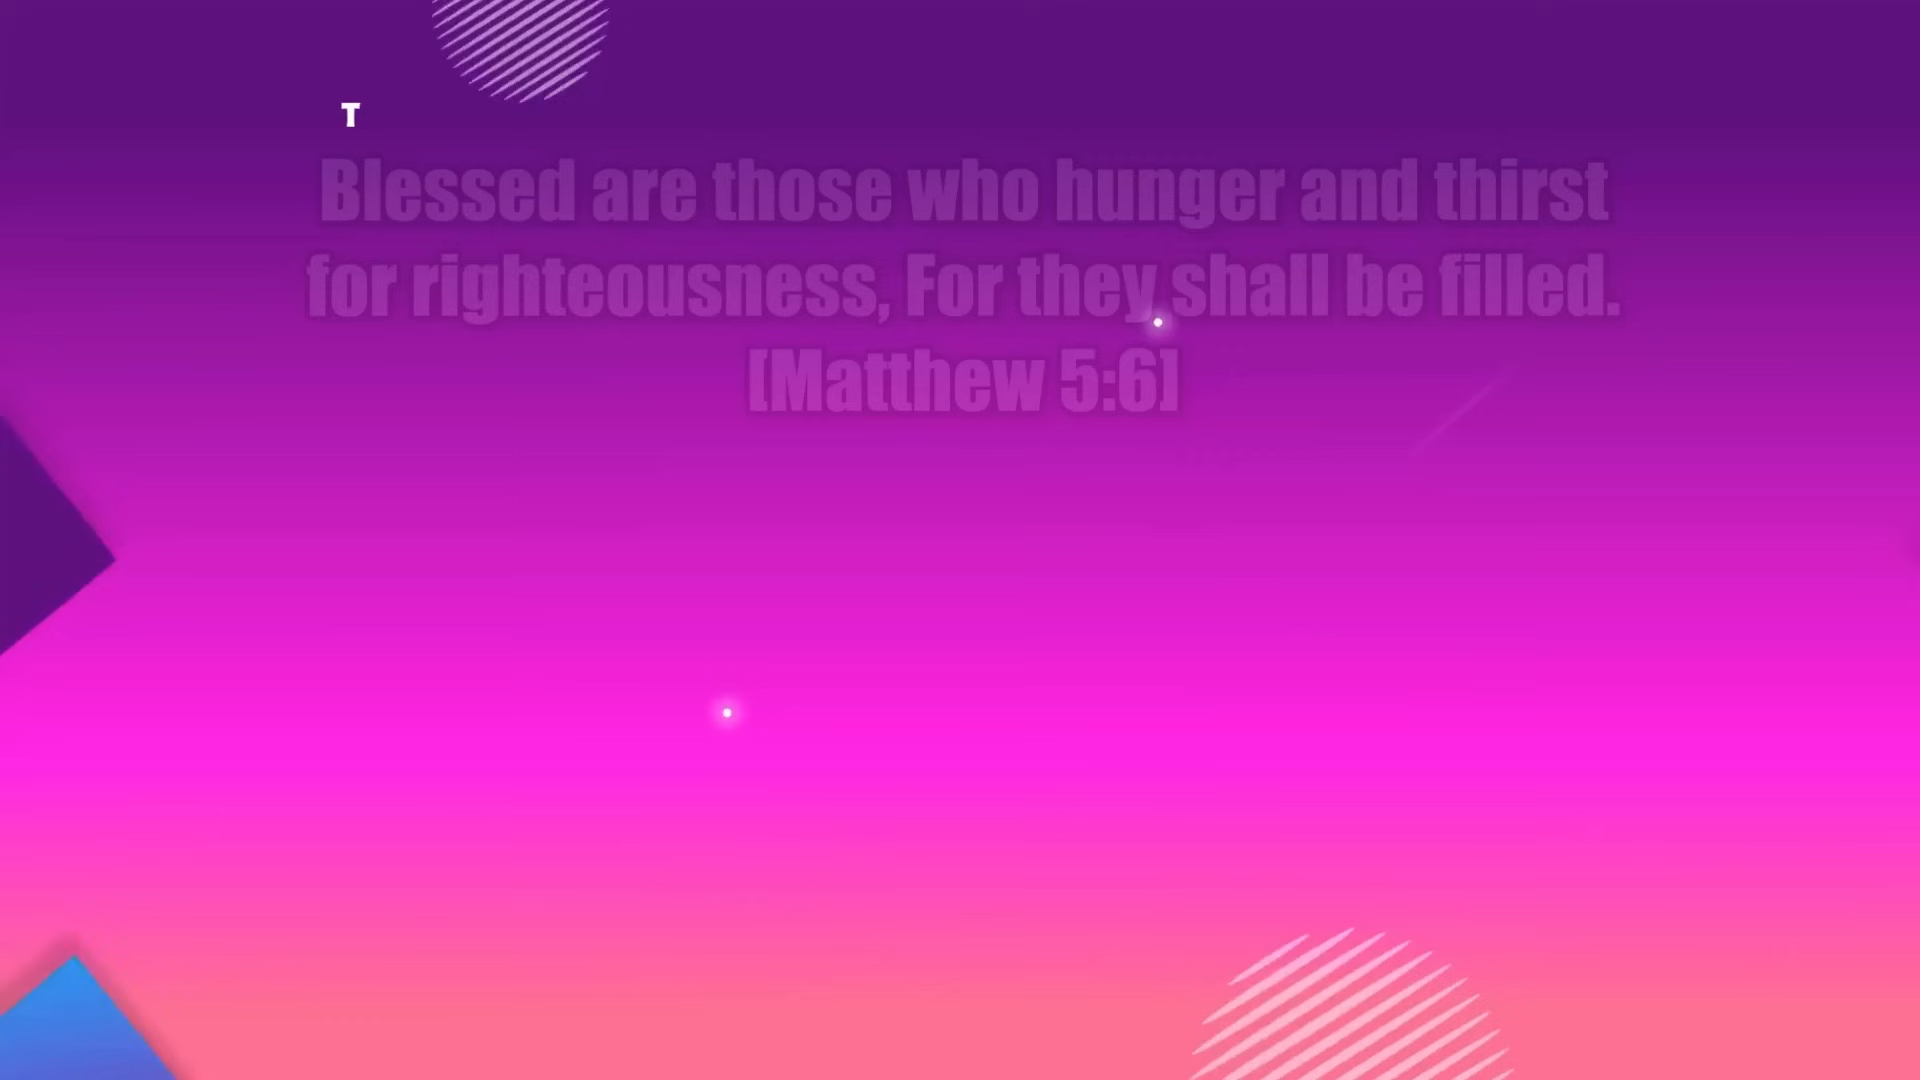 T
Blessed are those who hunger and thirst
for righteousness, For they shall be filled.
[Matthew 5:6]